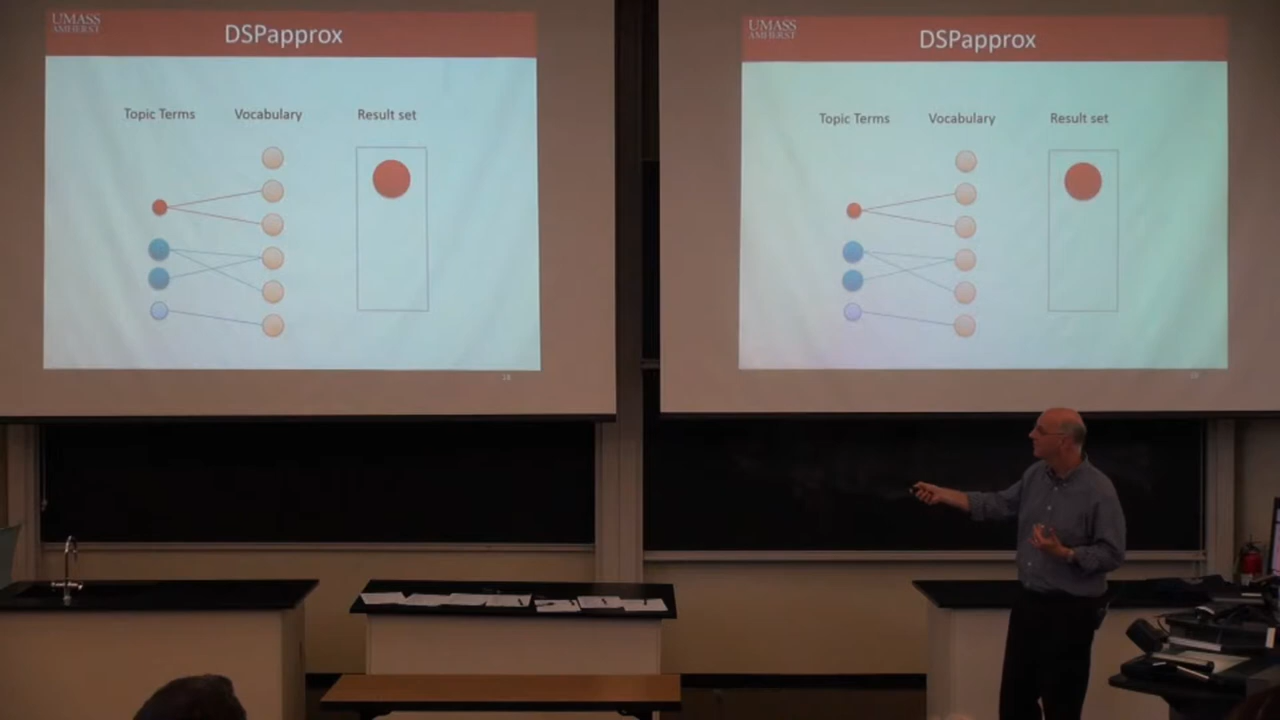 UMASS
AMHERST
DSPapprox
Topic Terms Vocabulary Result set
UMASS
AMHERST
DSPapprox
Topic Terms Vocabulary Result set